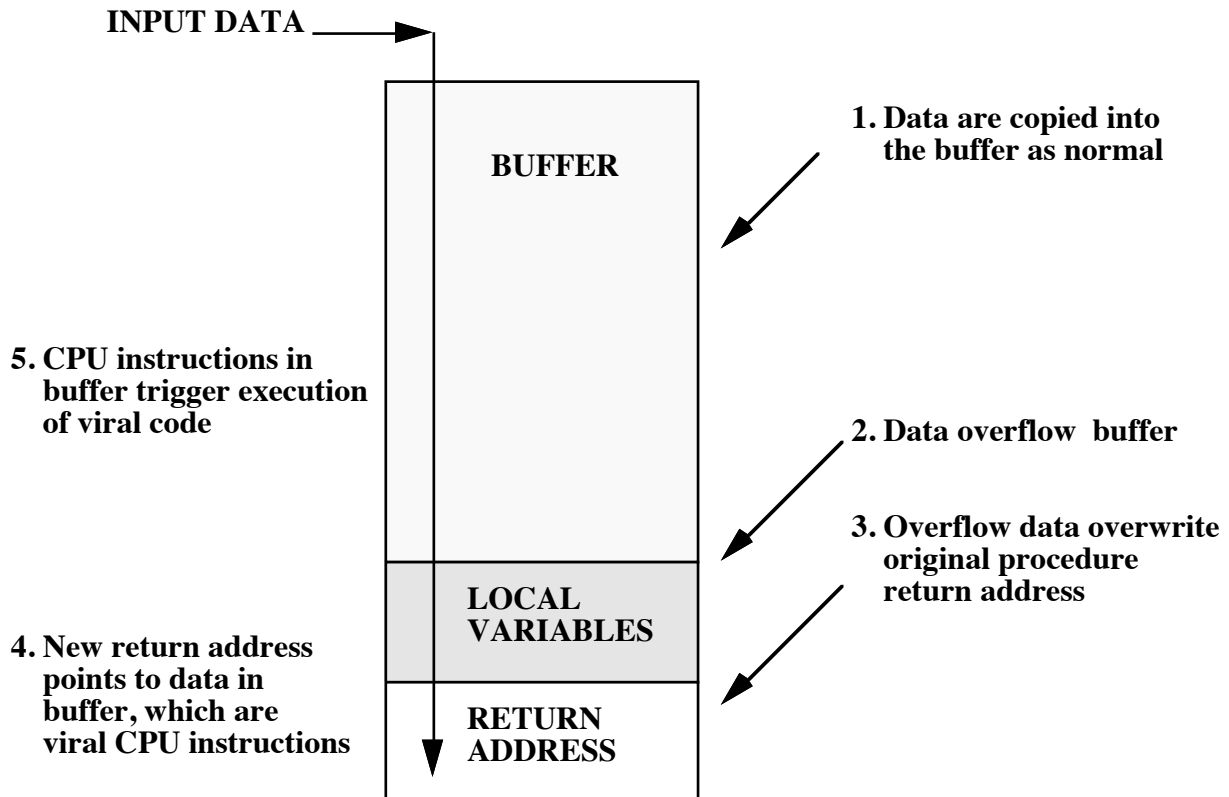 INPUT DATA
BUFFER
1. Data are copied into
the buffer as normal
5. CPU instructions in
buffer trigger execution
of viral code
2. Data overflow buffer
3. Overflow data overwrite
original procedure
return address
LOCAL
VARIABLES
4. New return address
points to data in
buffer, which are
viral CPU instructions
RETURN
ADDRESS